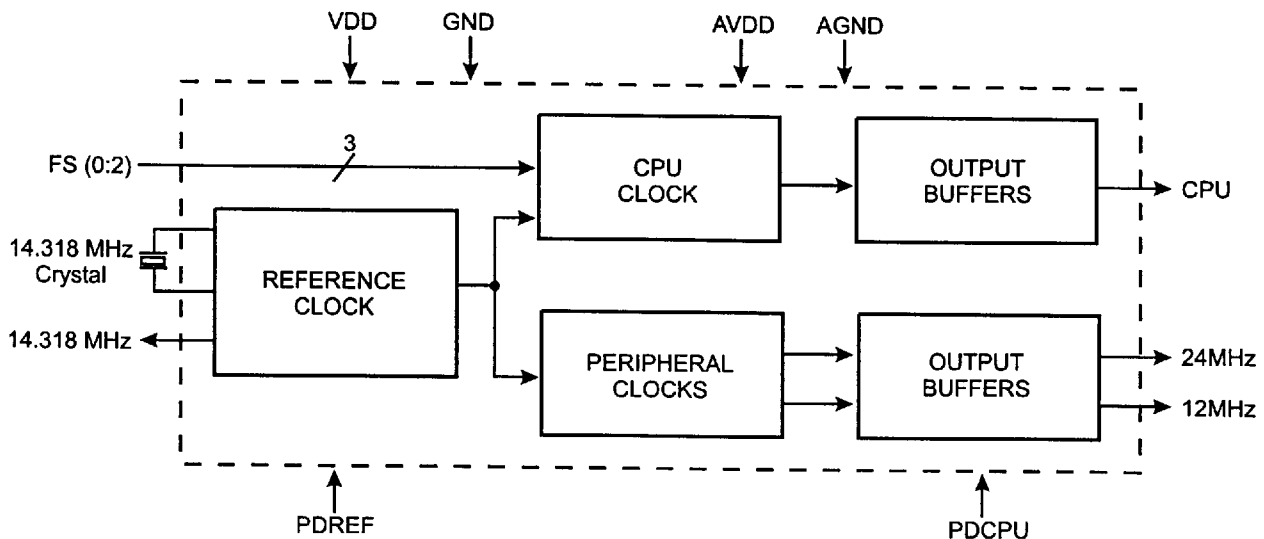 VDD
GND
AVDD
AGND
FS (0:2)
3
CPU
CLOCK
OUTPUT
BUFFERS
CPU
14.318 MHz
Crystal
REFERENCE
CLOCK
14.318 MHz
PERIPHERAL
CLOCKS
OUTPUT
BUFFERS
24MHz
12MHz
PDREF
PDCPU